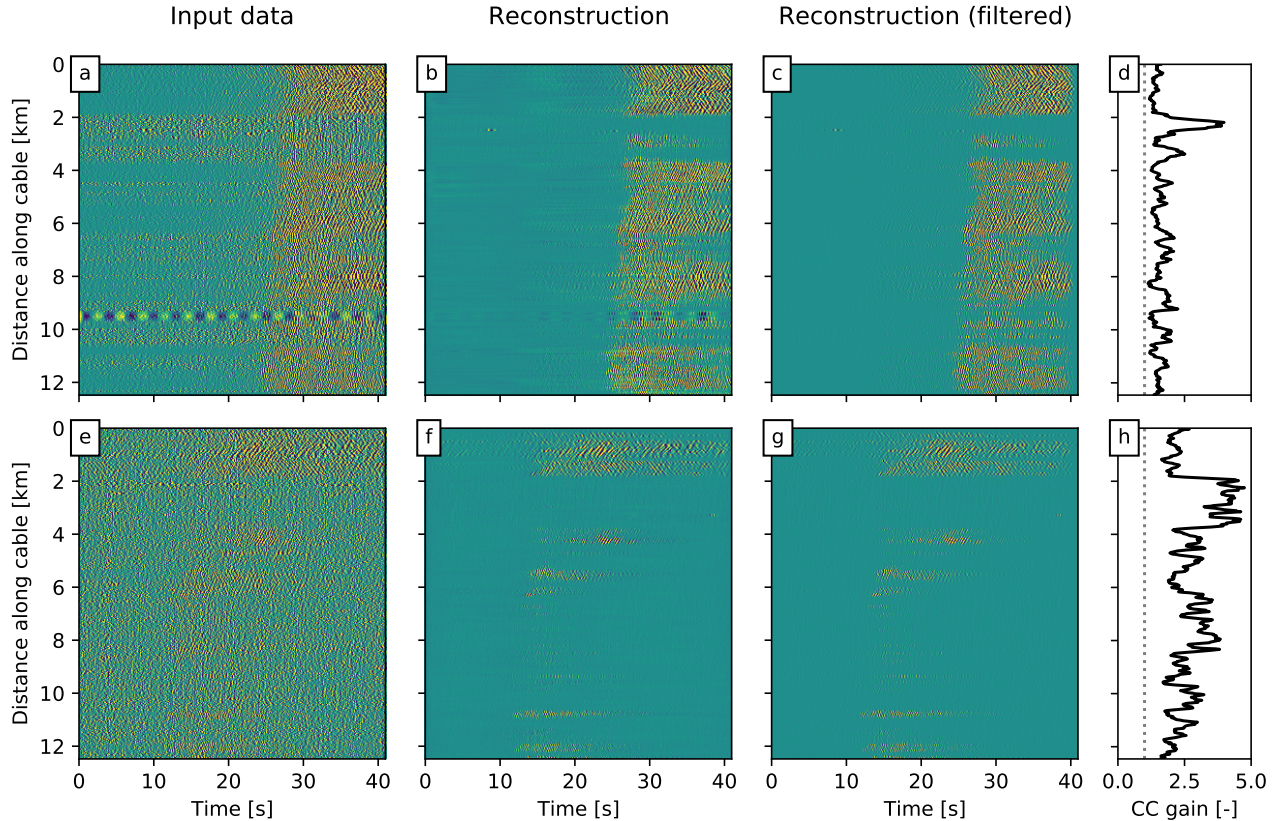 Input data
Reconstruction
Reconstruction (filtered)
a
b
c
d
0
2
4
6
8
10
12
Distance along cable [km]
e
f
g
h
0
2
4
6
8
10
12
Distance along cable [km]
0 10 20 30 40
0 10 20 30 40
0 10 20 30 40
0.0 2.5 5.0
Time [s]
Time [s]
Time [s]
CC gain [-]